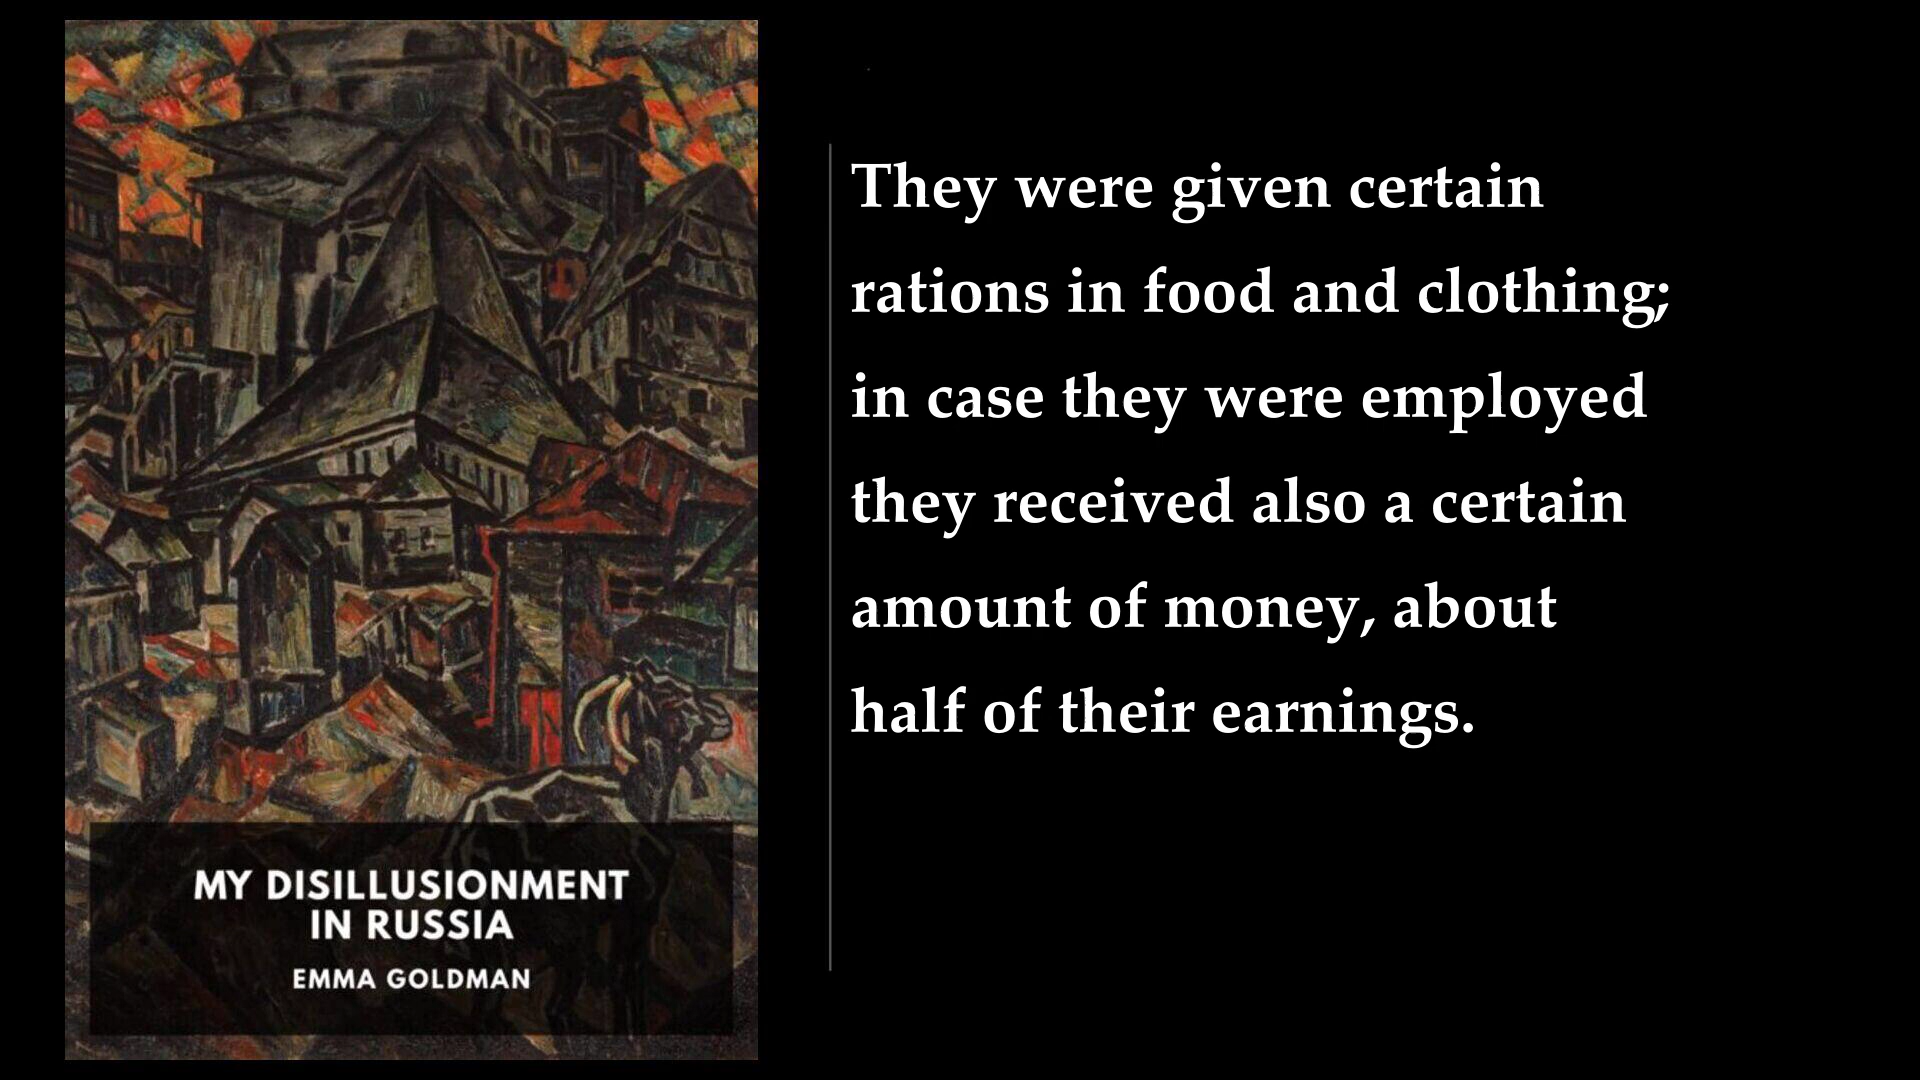 MY DISILLUSIONMENT
IN RUSSIA
EMMA GOLDMAN
They were given certain
rations in food and clothing;
in case they were employed
they received also a certain
amount of money, about
half of their earnings.